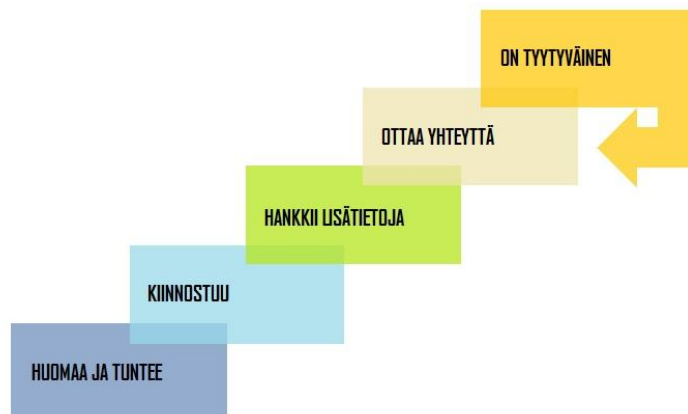 ON TYYTYVÄINEN
OTTAA YHTEYTTÄ
HANKKII LISÄTIETOJA
KIINNOSTUU
HUOMAA JA TUNTEE